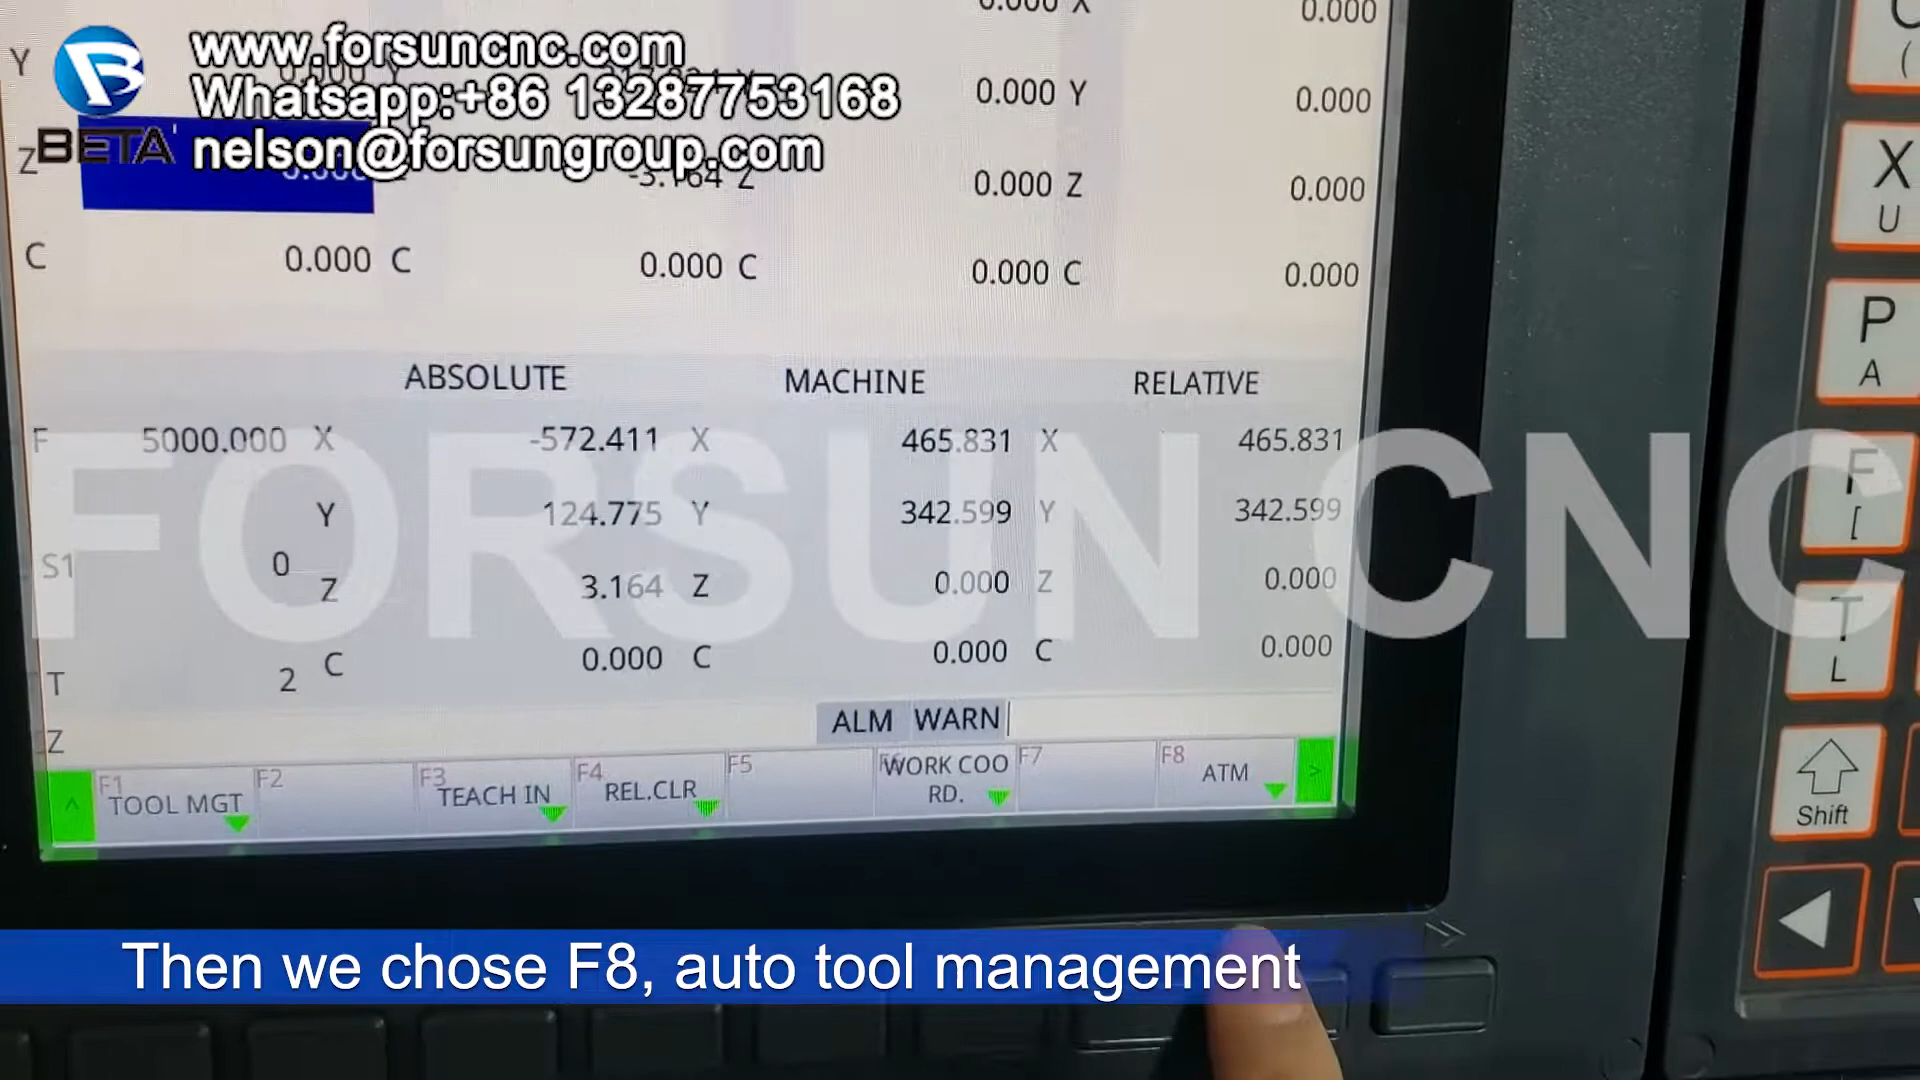 www.forsuncnc.com
Whatsapp:+86 13287753168
nelson@forsungroup.com
BETA
0.000 X 0.000
Y 0.000 Y 0.000 Y 0.000
Z -3.164 Z 0.000 Z 0.000
C 0.000 C 0.000 C 0.000 C 0.000
ABSOLUTE MACHINE RELATIVE
F 5000.000 X -572.411 X 465.831 X 465.831
Y 124.775 Y 342.599 Y 342.599
S1 0 Z 3.164 Z 0.000 Z 0.000
T 2 C 0.000 C 0.000 C 0.000
Z
ALM WARN
F1 TOOL MGT F2 F3 TEACH IN F4 REL.CLR F5 WORK COO F7 F8 ATM >
RD.
FORSUN CNC
Then we chose F8, auto tool management
(
X
U
P
A
F
[
T
L
Shift